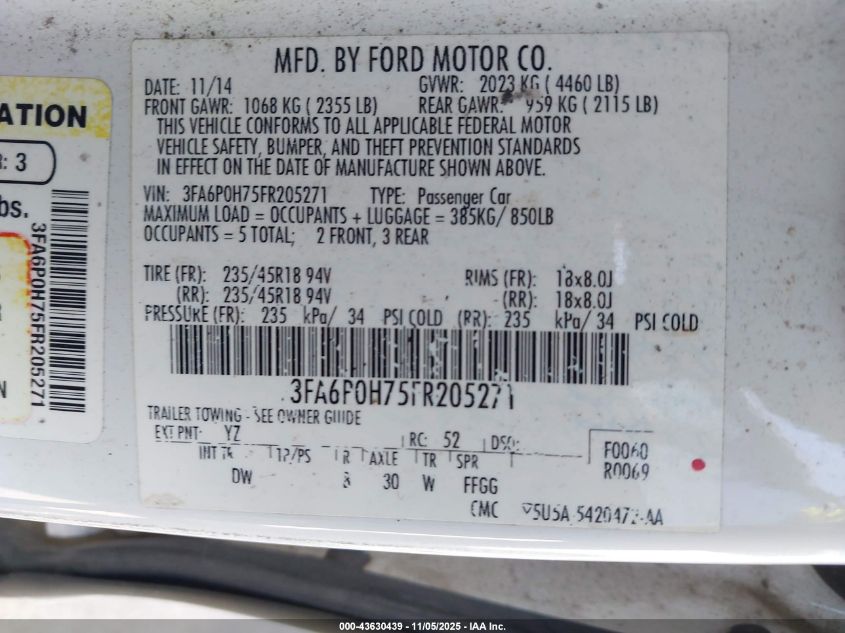 MFD. BY FORD MOTOR CO.
DATE: 11/14 GVWR: 2023 KG ( 4460 LB)
FRONT GAWR: 1068 KG ( 2355 LB) REAR GAWR: 959 KG ( 2115 LB)
THIS VEHICLE CONFORMS TO ALL APPLICABLE FEDERAL MOTOR
VEHICLE SAFETY, BUMPER, AND THEFT PREVENTION STANDARDS
IN EFFECT ON THE DATE OF MANUFACTURE SHOWN ABOVE.
VIN: 3FA6P0H75FR205271 TYPE: Passenger Car
MAXIMUM LOAD = OCCUPANTS + LUGGAGE = 385KG/ 850LB
OCCUPANTS = 5 TOTAL; 2 FRONT, 3 REAR
TIRE (FR): 235/45R18 94V RIMS (FR): 18x8.0J
(RR): 235/45R18 94V (RR): 18x8.0J
PRESSURE (FR): 235 kPa/ 34 PSI COLD (RR): 235 kPa/ 34 PSI COLD
3FA6P0H75FR205271
TRAILER TOWING - SEE OWNER GUIDE
EXT PNT: YZ RC: 52 DSO:
INT TR TP/PS R AXLE TR SPR
DW 8 30 W FFGG
F0060
R0069
CMC
ATION
R: 3
bs.
3FA6P0H75FR205271
N
000-43630439 - 11/05/2025 - IAA Inc.